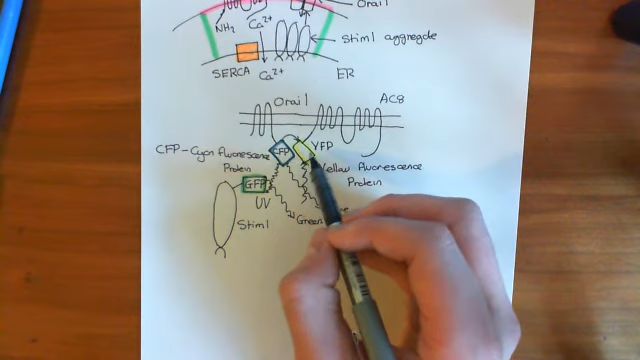 Orai1
NH2
Ca2+
Stim1 aggregate
SERCA
Ca2+
ER
Orai1
AC8
CFP-Cyan fluorescence
Protein
CFP
YFP
Yellow fluorescence
Protein
GFP
UV
Green
Stim1